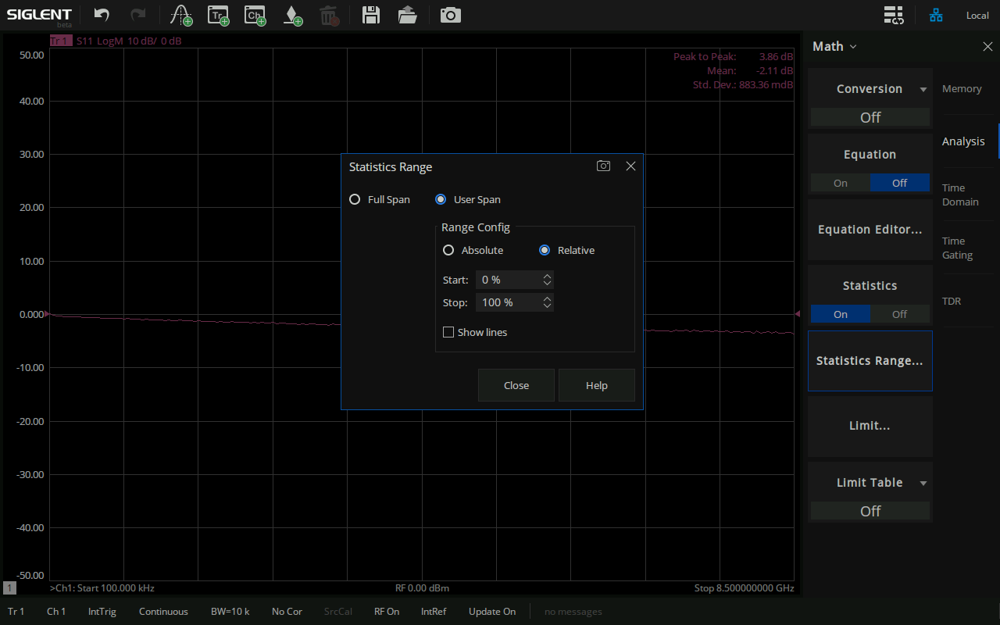 SIGLENT
beta
Tr
Ch
Local
Tr 1 S11 LogM 10 dB/ 0 dB
Peak to Peak: 3.86 dB
Mean: -2.11 dB
Std. Dev.: 883.36 mdB
50.00
40.00
30.00
20.00
10.00
0.000
-10.00
-20.00
-30.00
-40.00
-50.00
1
>Ch1: Start 100.000 kHz
RF 0.00 dBm
Stop 8.500000000 GHz
Statistics Range
Full Span
User Span
Range Config
Absolute
Relative
Start: 0 %
Stop: 100 %
Show lines
Close
Help
Math
Conversion
Off
Equation
On Off
Equation Editor...
Statistics
On Off
Statistics Range...
Limit...
Limit Table
Off
Memory
Analysis
Time
Domain
Time
Gating
TDR
Tr 1 Ch 1 IntTrig Continuous BW=10 k No Cor SrcCal RF On IntRef Update On no messages